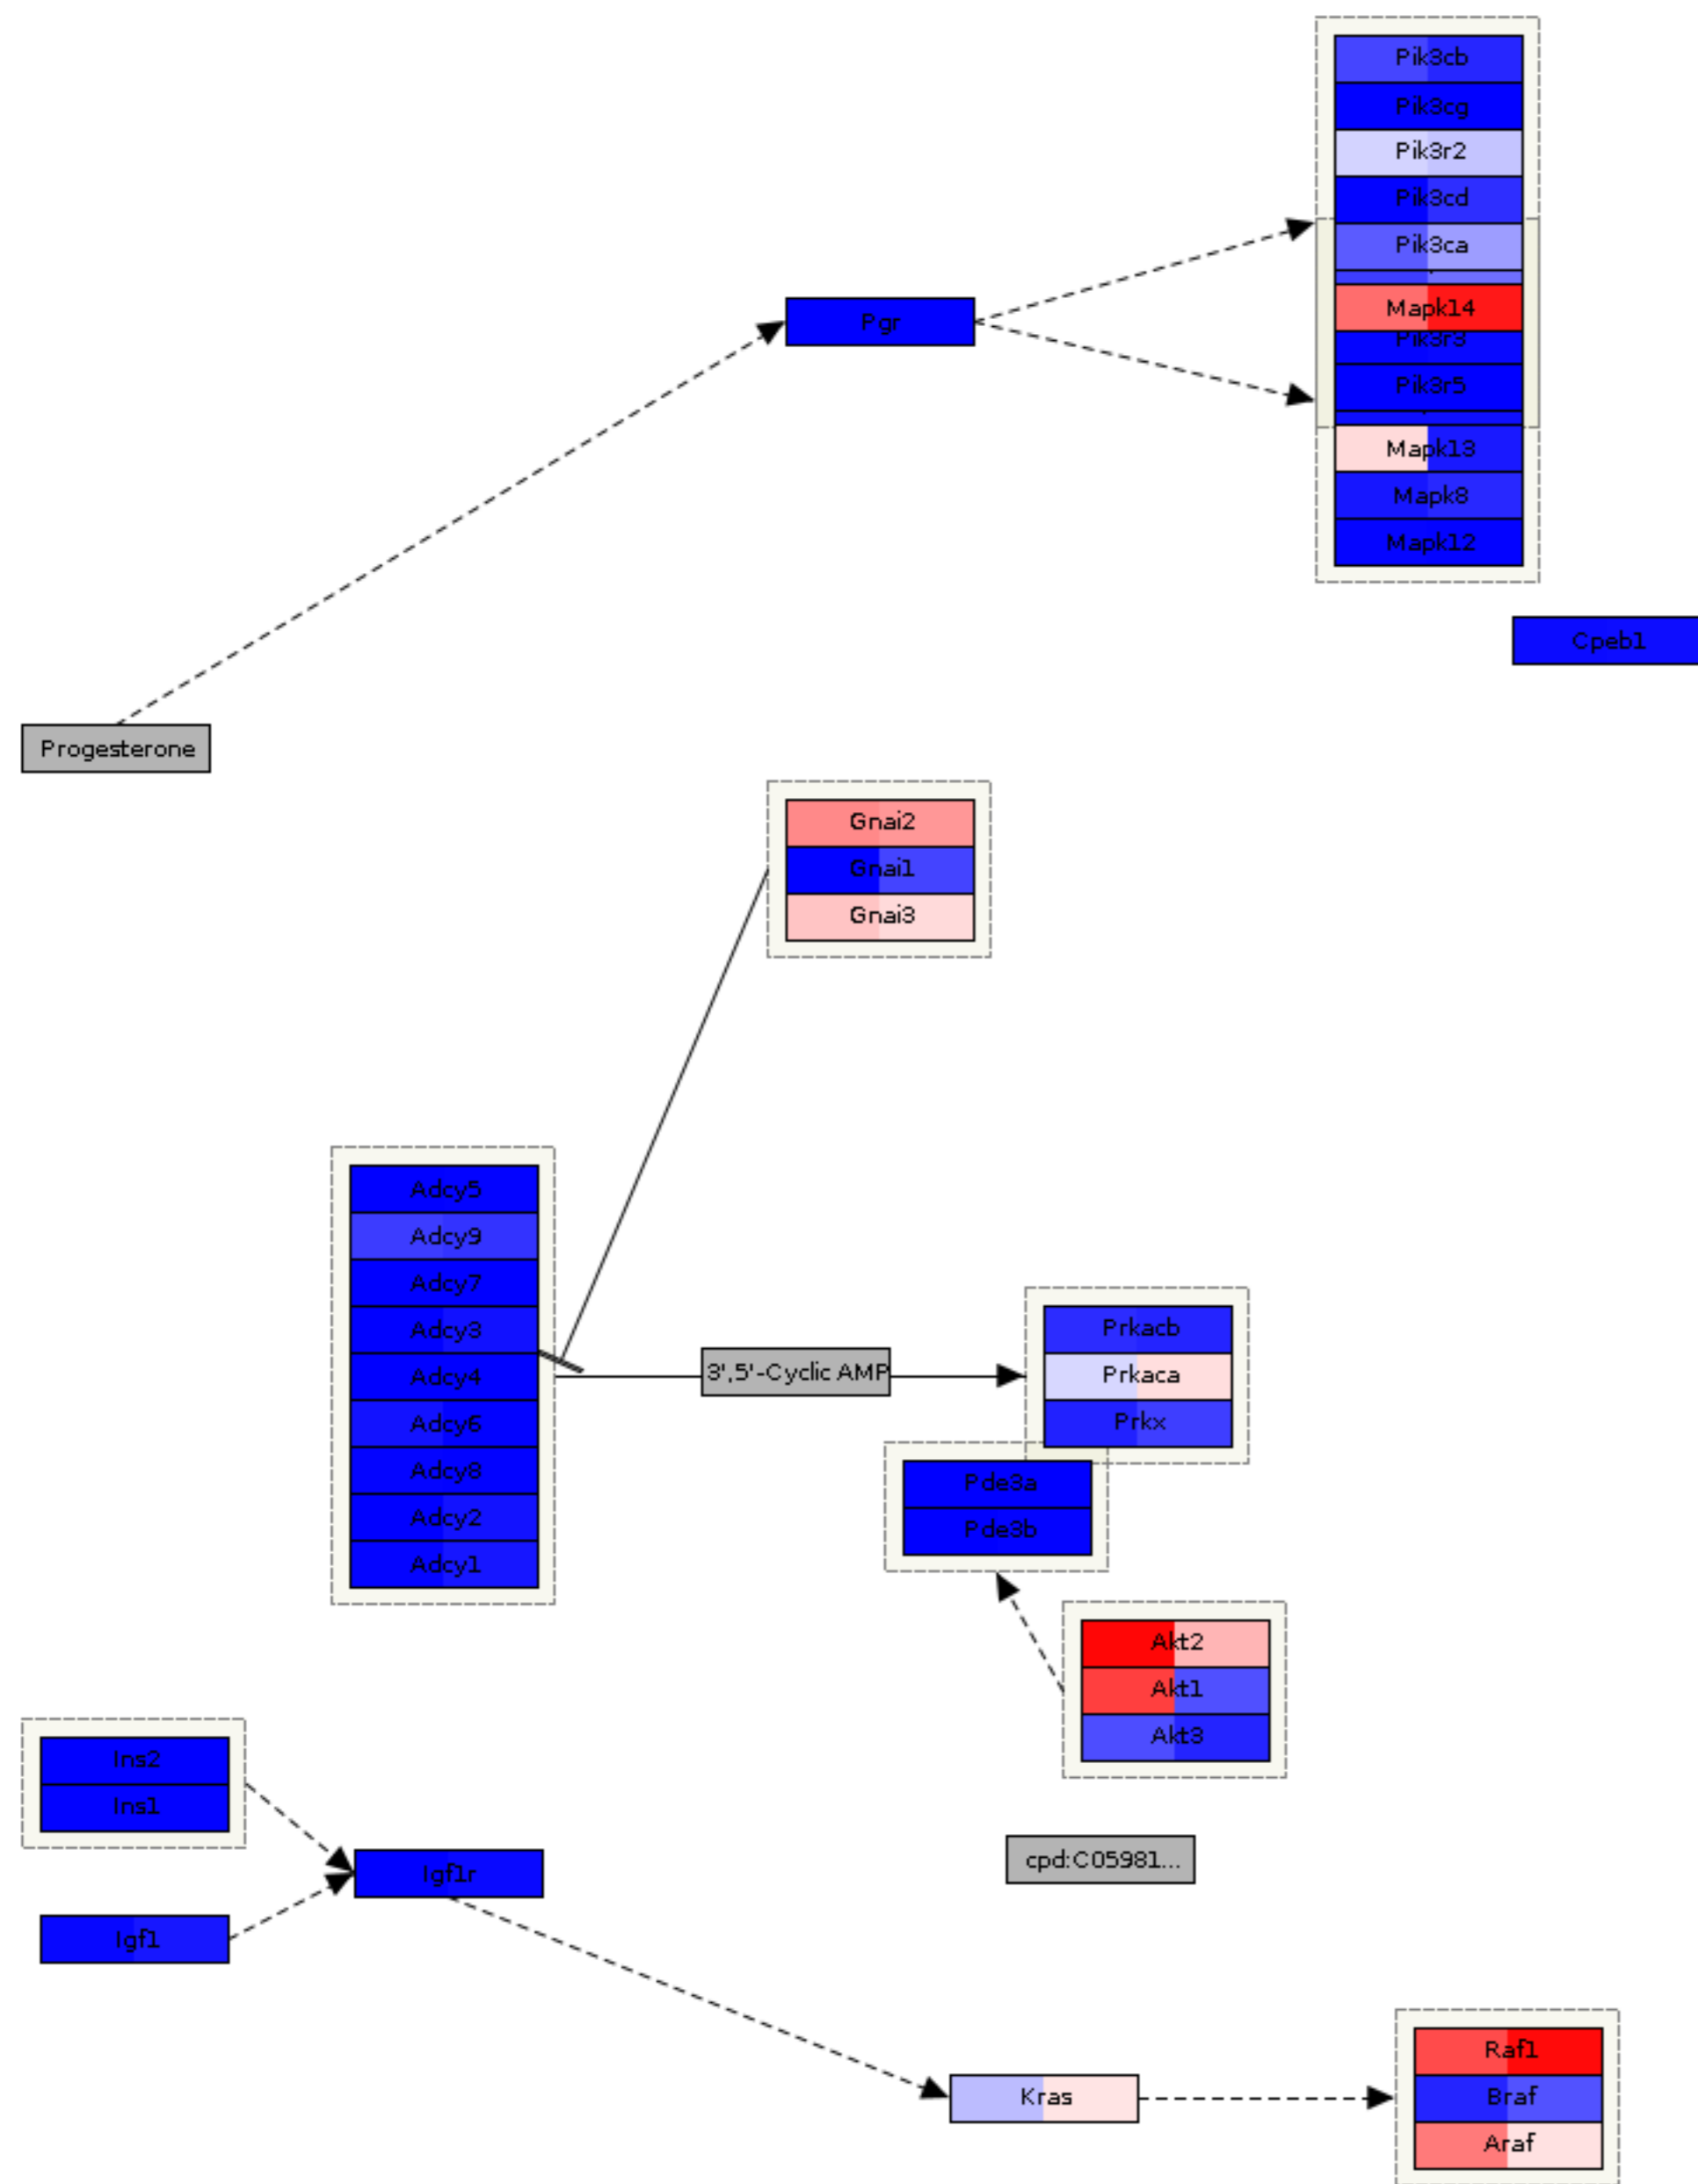 Pik3cb
Pik3cg
Pik3r2
Pik3cd
Pik3ca
Mapk14
Pgr
Pik3r3
Pik3r5
Mapk13
Mapk8
Mapk12
Cpeb1
Progesterone
Gnai2
Gnai1
Gnai3
Adcy5
Adcy9
Adcy7
Adcy3
Adcy4
Adcy6
Adcy8
Adcy2
Adcy1
3',5'-Cyclic AMP
Prkacb
Prkaca
Prkx
Pde3a
Pde3b
Akt2
Akt1
Akt3
Ins2
Ins1
Igf1r
Igf1
cpd:C05981...
Kras
Raf1
Braf
Araf